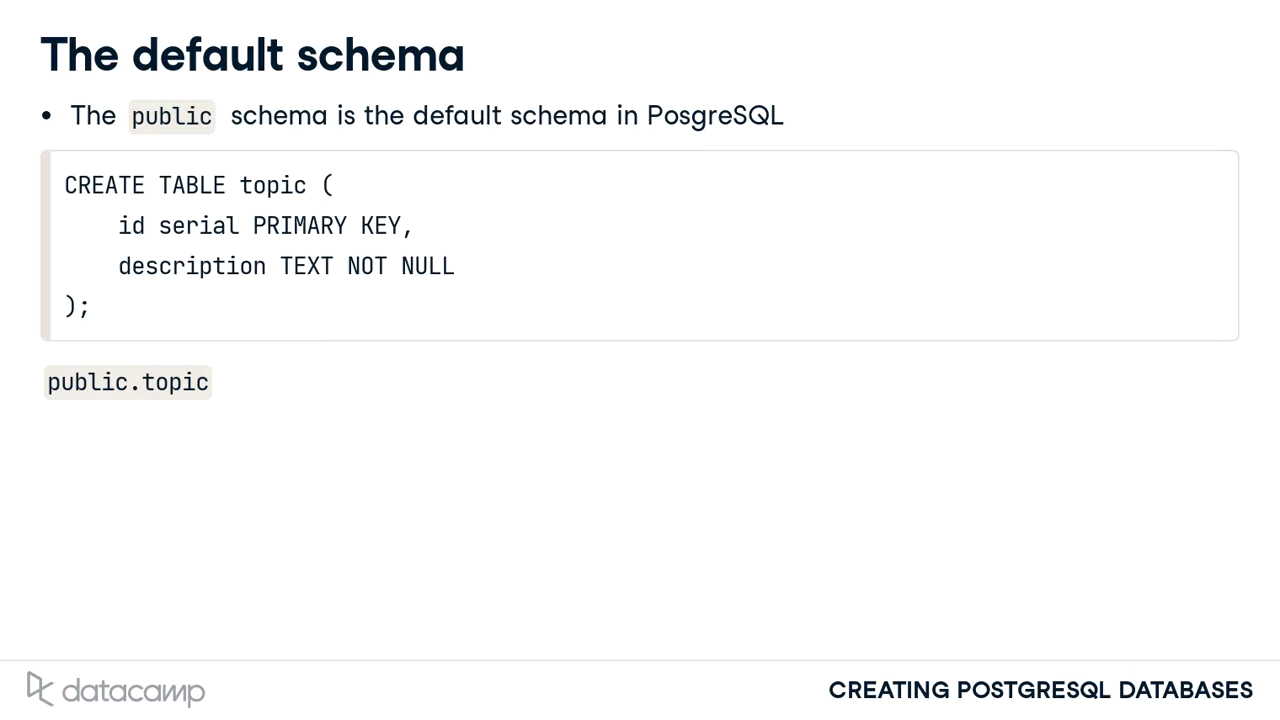 The default schema
• The public schema is the default schema in PosgreSQL
CREATE TABLE topic (
    id serial PRIMARY KEY,
    description TEXT NOT NULL
);
public.topic
datacamp
CREATING POSTGRESQL DATABASES